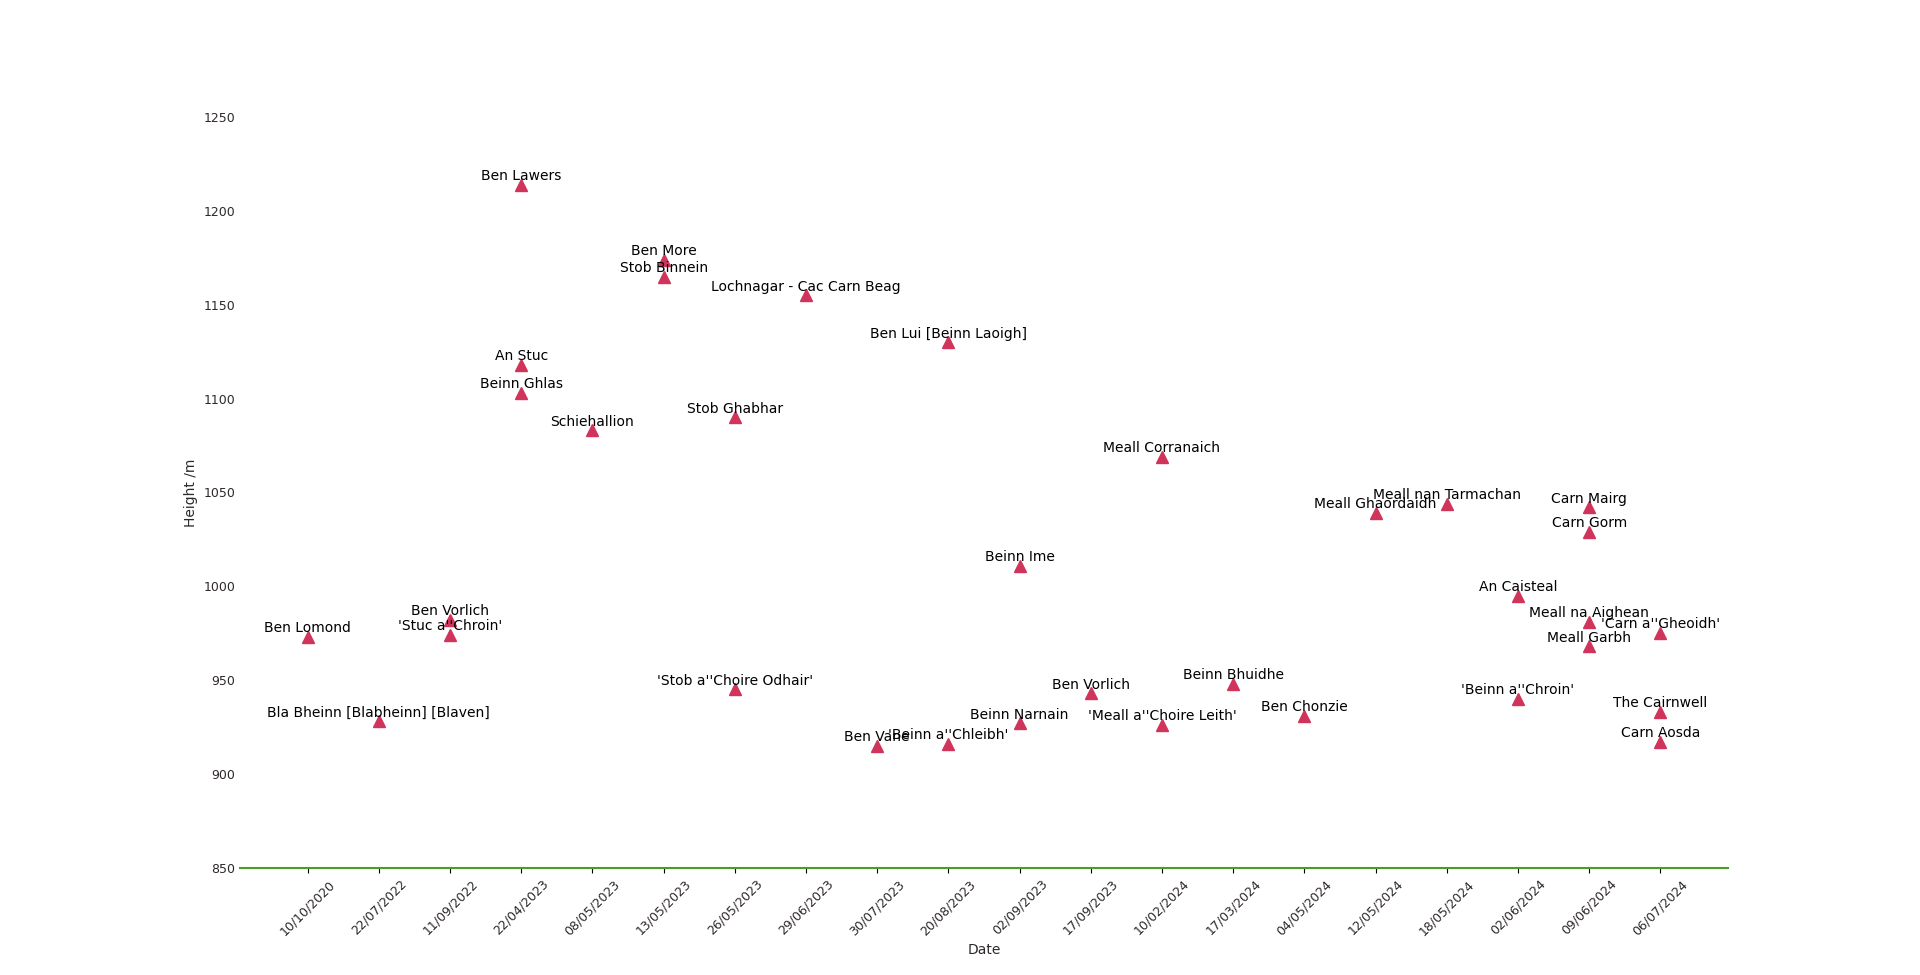 1250
Ben Lawers
1200
Ben More
Stob Binnein
Lochnagar - Cac Carn Beag
1150
Ben Lui [Beinn Laoigh]
An Stuc
Beinn Ghlas
1100
Stob Ghabhar
Schiehallion
Meall Corranaich
1050
Meall nan Tarmachan
Carn Mairg
Meall Ghaordaidh
Carn Gorm
Height /m
Beinn Ime
1000
An Caisteal
Ben Vorlich
Meall na Aighean
'Carn a''Gheoidh'
'Stuc a''Chroin'
Ben Lomond
Meall Garbh
950
'Stob a''Choire Odhair'
Ben Vorlich
Beinn Bhuidhe
'Beinn a''Chroin'
The Cairnwell
Ben Chonzie
Bla Bheinn [Blabheinn] [Blaven]
Beinn Narnain
'Meall a''Choire Leith'
Carn Aosda
Ben Vane
'Beinn a''Chleibh'
900
850
10/10/2020
22/07/2022
11/09/2022
22/04/2023
08/05/2023
13/05/2023
26/05/2023
29/06/2023
30/07/2023
20/08/2023
02/09/2023
17/09/2023
10/02/2024
17/03/2024
04/05/2024
12/05/2024
18/05/2024
02/06/2024
09/06/2024
06/07/2024
Date